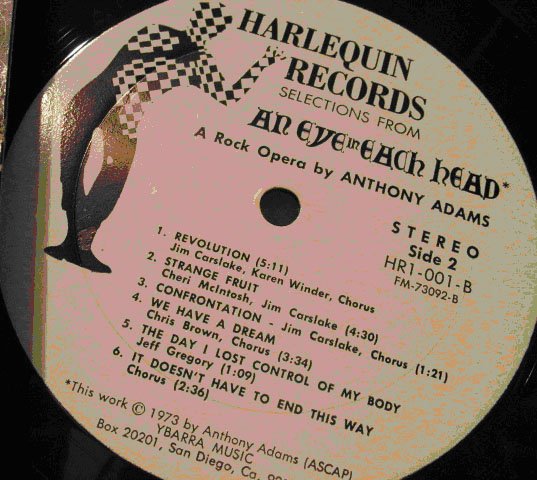 HARLEQUIN
RECORDS
SELECTIONS FROM
AN EYE IN EACH HEAD*
A Rock Opera by ANTHONY ADAMS
STEREO
Side 2
HR1-001-B
FM-73092-B
1. REVOLUTION (5:11)
Jim Carslake, Karen Winder, Chorus
2. STRANGE FRUIT
Cheri McIntosh, Jim Carslake (4:30)
3. CONFRONTATION - Jim Carslake, Chorus (1:21)
4. WE HAVE A DREAM
Chris Brown, Chorus (3:34)
5. THE DAY I LOST CONTROL OF MY BODY
Jeff Gregory (1:09)
6. IT DOESN'T HAVE TO END THIS WAY
Chorus (2:36)
*This work © 1973 by Anthony Adams (ASCAP)
YBARRA MUSIC
Box 20201, San Diego, Ca.